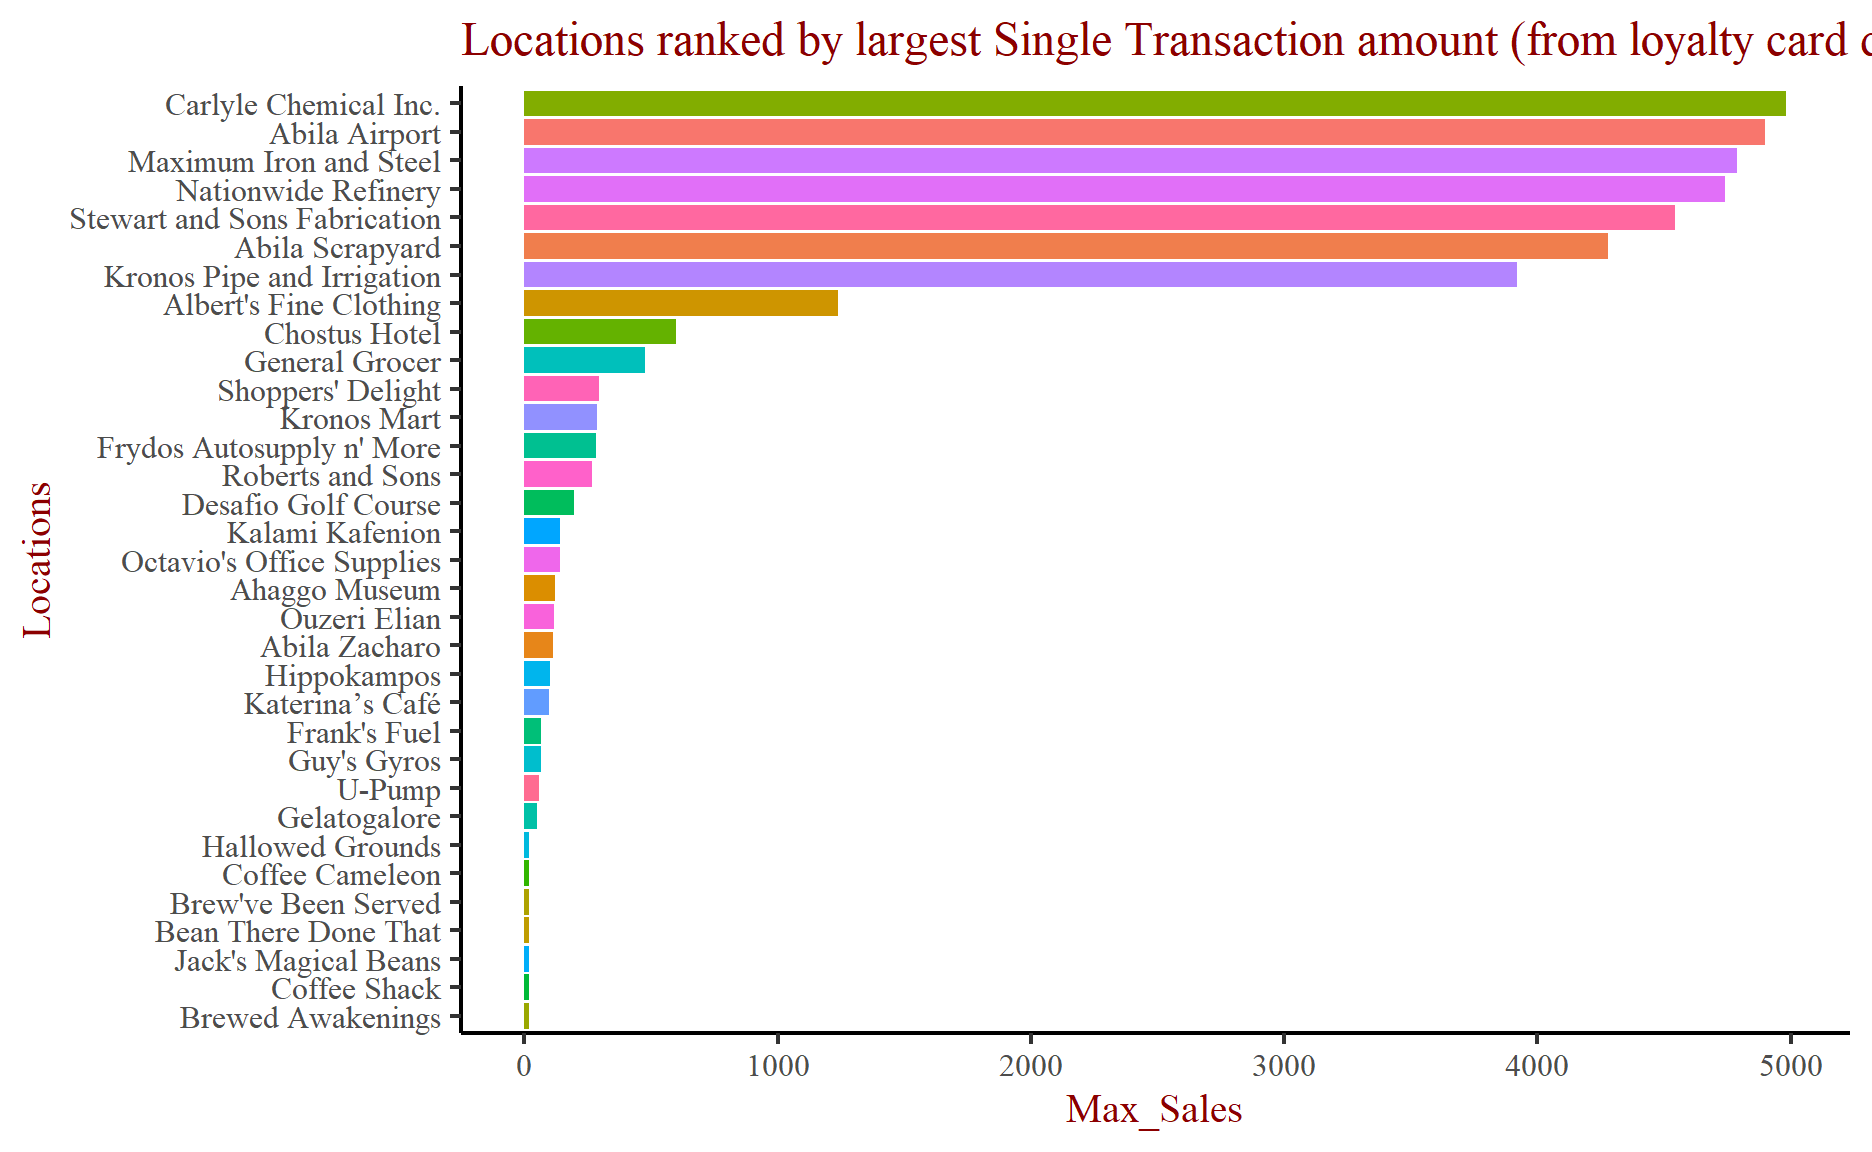 Locations ranked by largest Single Transaction amount (from loyalty card
Carlyle Chemical Inc.
Abila Airport
Maximum Iron and Steel
Nationwide Refinery
Stewart and Sons Fabrication
Abila Scrapyard
Kronos Pipe and Irrigation
Albert's Fine Clothing
Chostus Hotel
General Grocer
Shoppers' Delight
Kronos Mart
Frydos Autosupply n' More
Roberts and Sons
Desafio Golf Course
Kalami Kafenion
Octavio's Office Supplies
Ahaggo Museum
Ouzeri Elian
Abila Zacharo
Hippokampos
Katerina’s Café
Frank's Fuel
Guy's Gyros
U-Pump
Gelatogalore
Hallowed Grounds
Coffee Cameleon
Brew've Been Served
Bean There Done That
Jack's Magical Beans
Coffee Shack
Brewed Awakenings
Locations
0 1000 2000 3000 4000 5000
Max_Sales